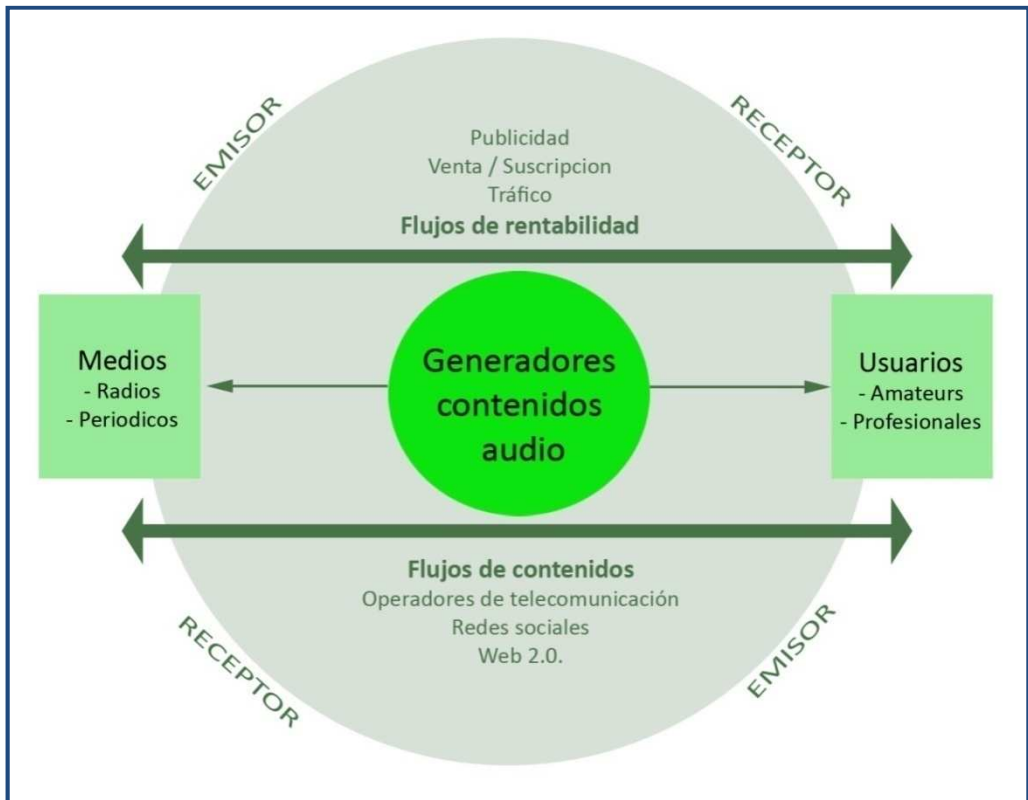 EMISOR
RECEPTOR
Publicidad
Venta / Suscripcion
Tráfico
Flujos de rentabilidad
Medios
- Radios
- Periodicos
Generadores
contenidos
audio
Usuarios
- Amateurs
- Profesionales
Flujos de contenidos
Operadores de telecomunicación
Redes sociales
Web 2.0.
RECEPTOR
EMISOR